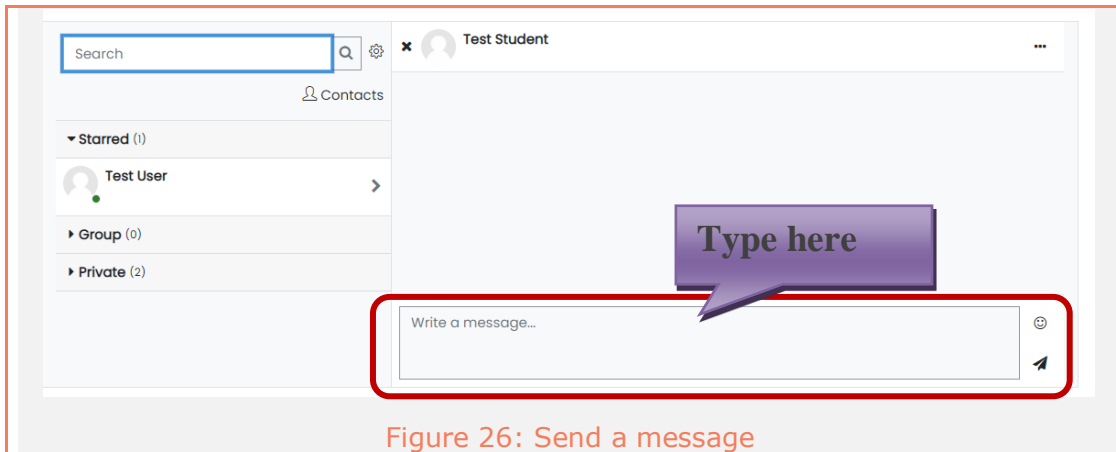 Search
Contacts
Starred (1)
Test User
Group (0)
Private (2)
Test Student
Type here
Write a message...
Figure 26: Send a message